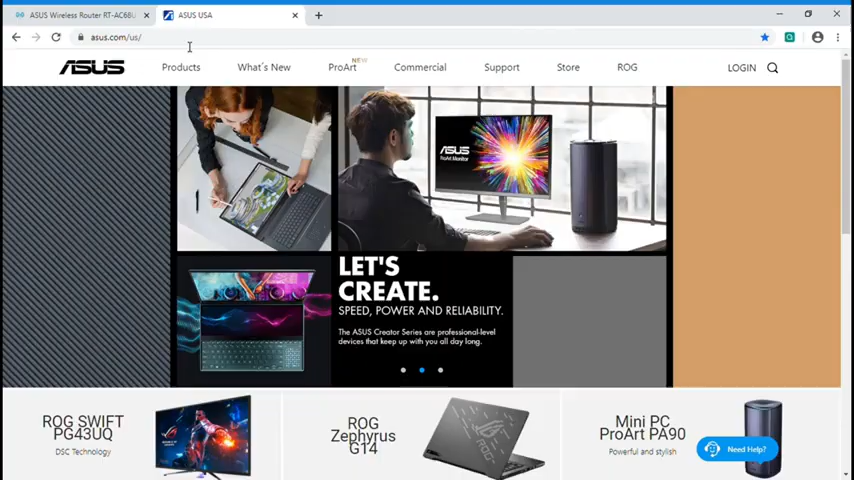 ASUS Wireless Router RT-AC68U
ASUS USA
asus.com/us/
ASUS
Products
What's New
ProArt
NEW
Commercial
Support
Store
ROG
LOGIN
ASUS
ProArt Monitor
LET'S
CREATE.
SPEED, POWER AND RELIABILITY.
The ASUS Creator Series are professional-level
devices that keep up with you all day long.
ROG SWIFT
PG43UQ
DSC Technology
ROG
Zephyrus
G14
Mini PC
ProArt PA90
Powerful and stylish
Need Help?